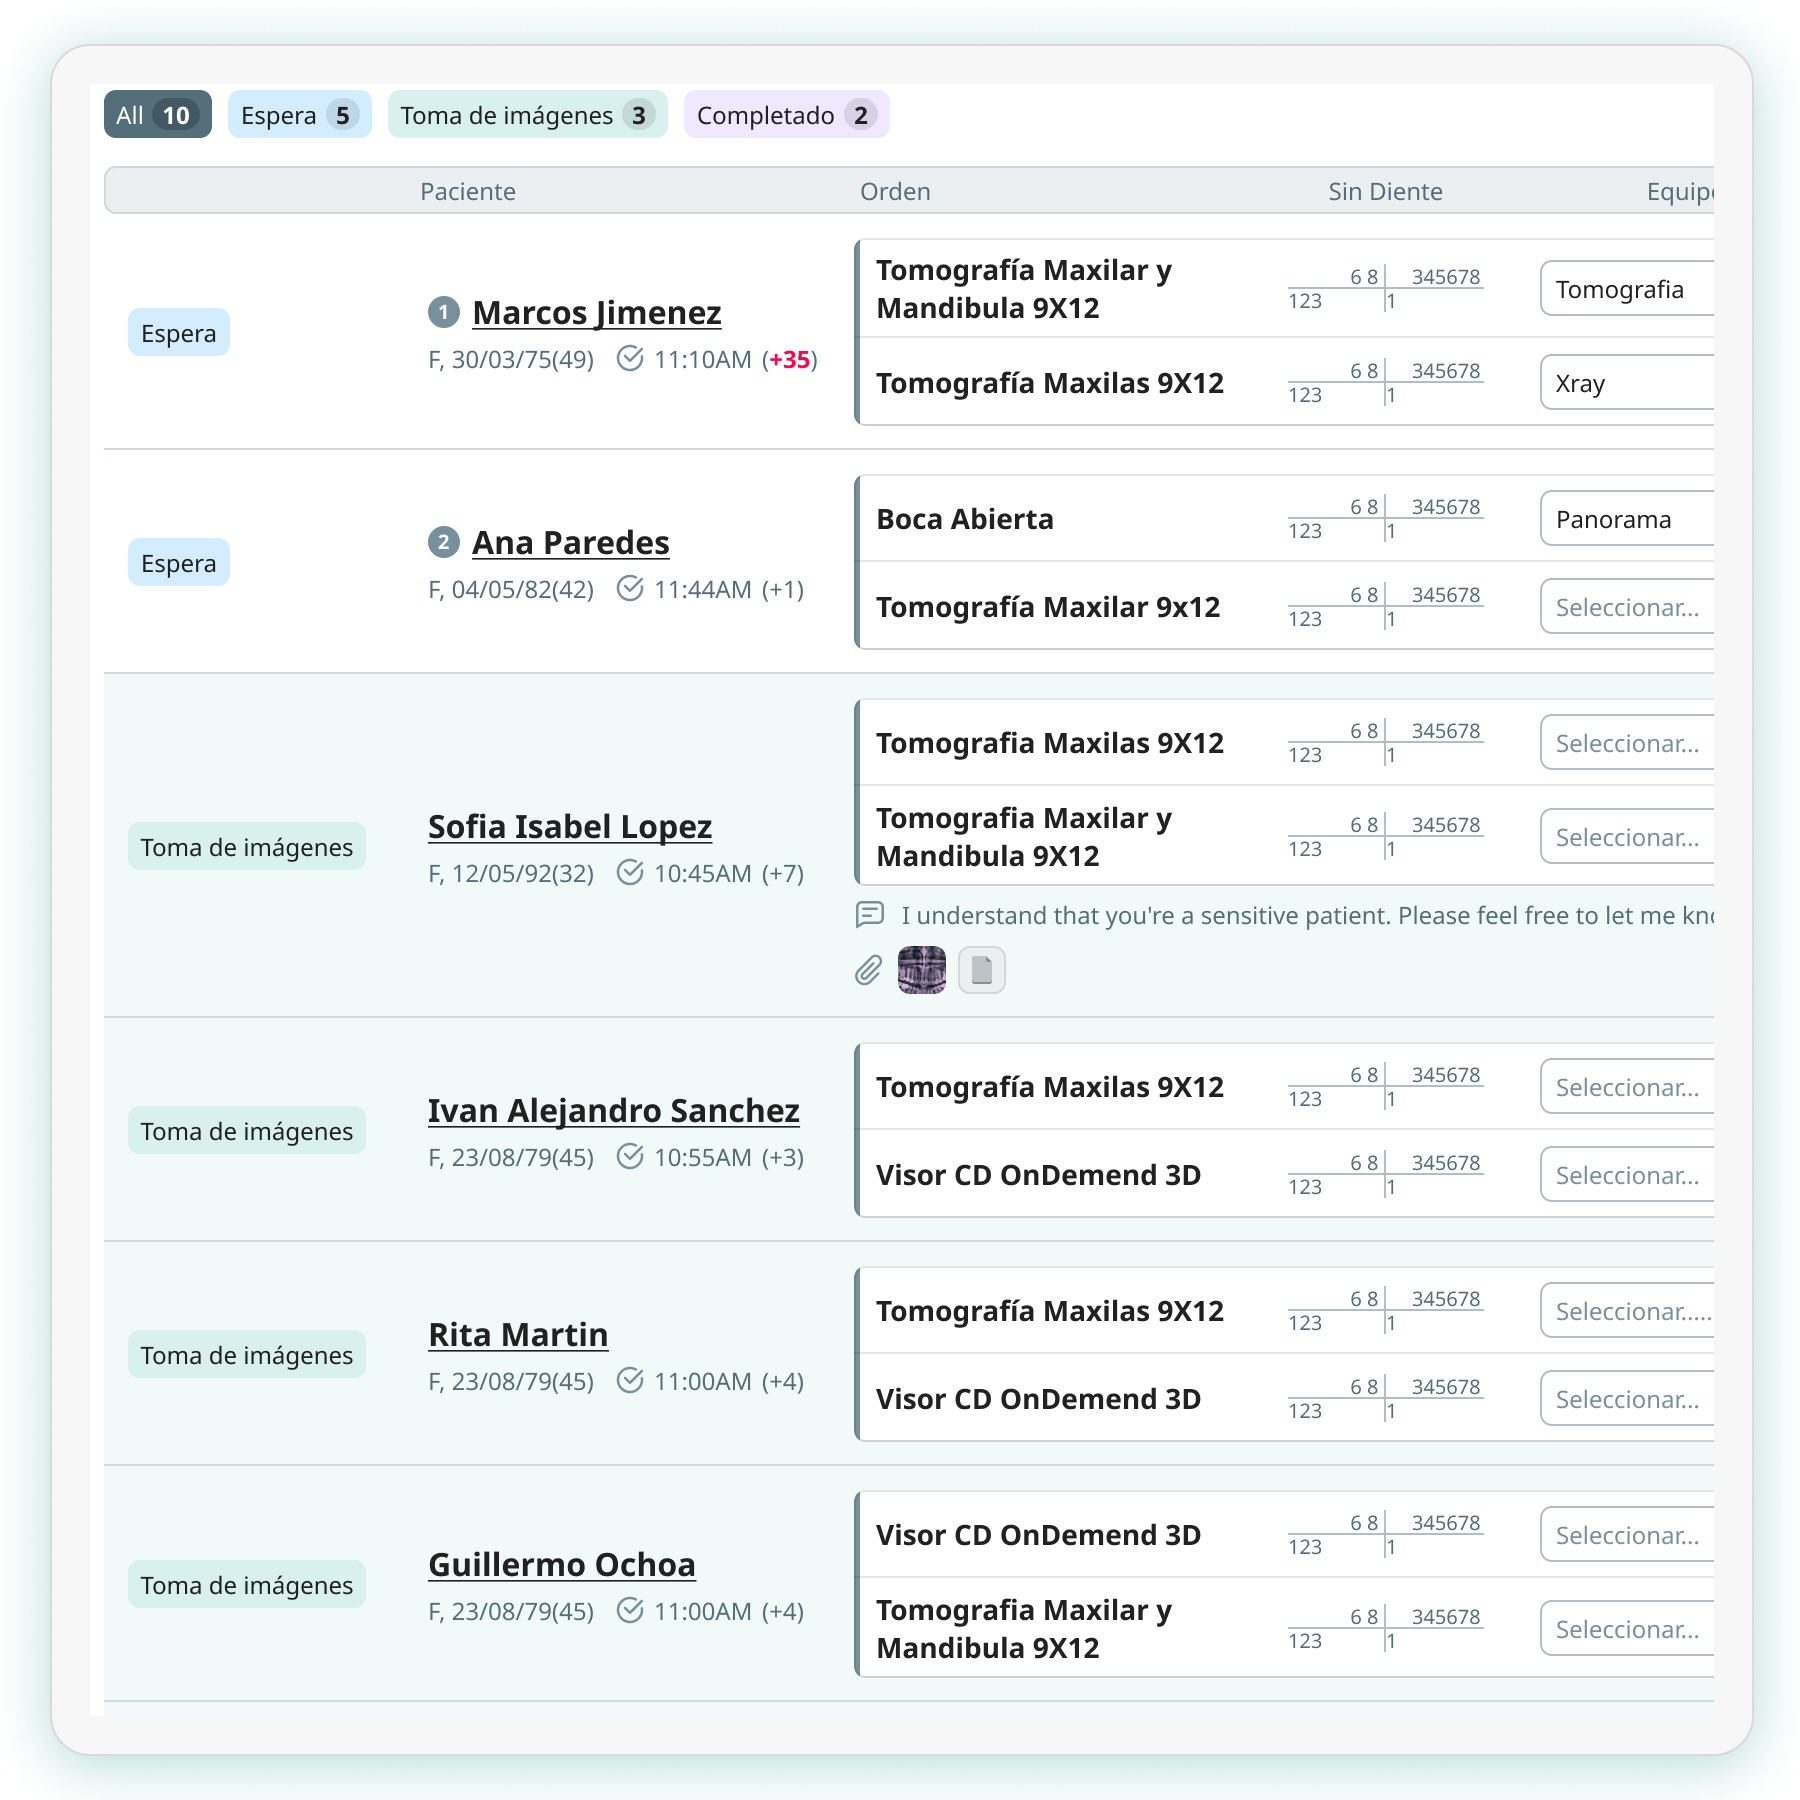 All 10 Espera 5 Toma de imágenes 3 Completado 2
Paciente Orden Sin Diente Equipo
Espera
1 Marcos Jimenez
F, 30/03/75(49) 11:10AM (+35)
Tomografía Maxilar y
Mandibula 9X12
6 8 345678
123 1
Tomografia
Tomografía Maxilas 9X12
6 8 345678
123 1
Xray
Espera
2 Ana Paredes
F, 04/05/82(42) 11:44AM (+1)
Boca Abierta
6 8 345678
123 1
Panorama
Tomografía Maxilar 9x12
6 8 345678
123 1
Seleccionar...
Toma de imágenes
Sofia Isabel Lopez
F, 12/05/92(32) 10:45AM (+7)
Tomografia Maxilas 9X12
6 8 345678
123 1
Seleccionar...
Tomografia Maxilar y
Mandibula 9X12
6 8 345678
123 1
Seleccionar...
I understand that you're a sensitive patient. Please feel free to let me kno
Toma de imágenes
Ivan Alejandro Sanchez
F, 23/08/79(45) 10:55AM (+3)
Tomografía Maxilas 9X12
6 8 345678
123 1
Seleccionar...
Visor CD OnDemend 3D
6 8 345678
123 1
Seleccionar...
Toma de imágenes
Rita Martin
F, 23/08/79(45) 11:00AM (+4)
Tomografía Maxilas 9X12
6 8 345678
123 1
Seleccionar.....
Visor CD OnDemend 3D
6 8 345678
123 1
Seleccionar...
Toma de imágenes
Guillermo Ochoa
F, 23/08/79(45) 11:00AM (+4)
Visor CD OnDemend 3D
6 8 345678
123 1
Seleccionar...
Tomografia Maxilar y
Mandibula 9X12
6 8 345678
123 1
Seleccionar...